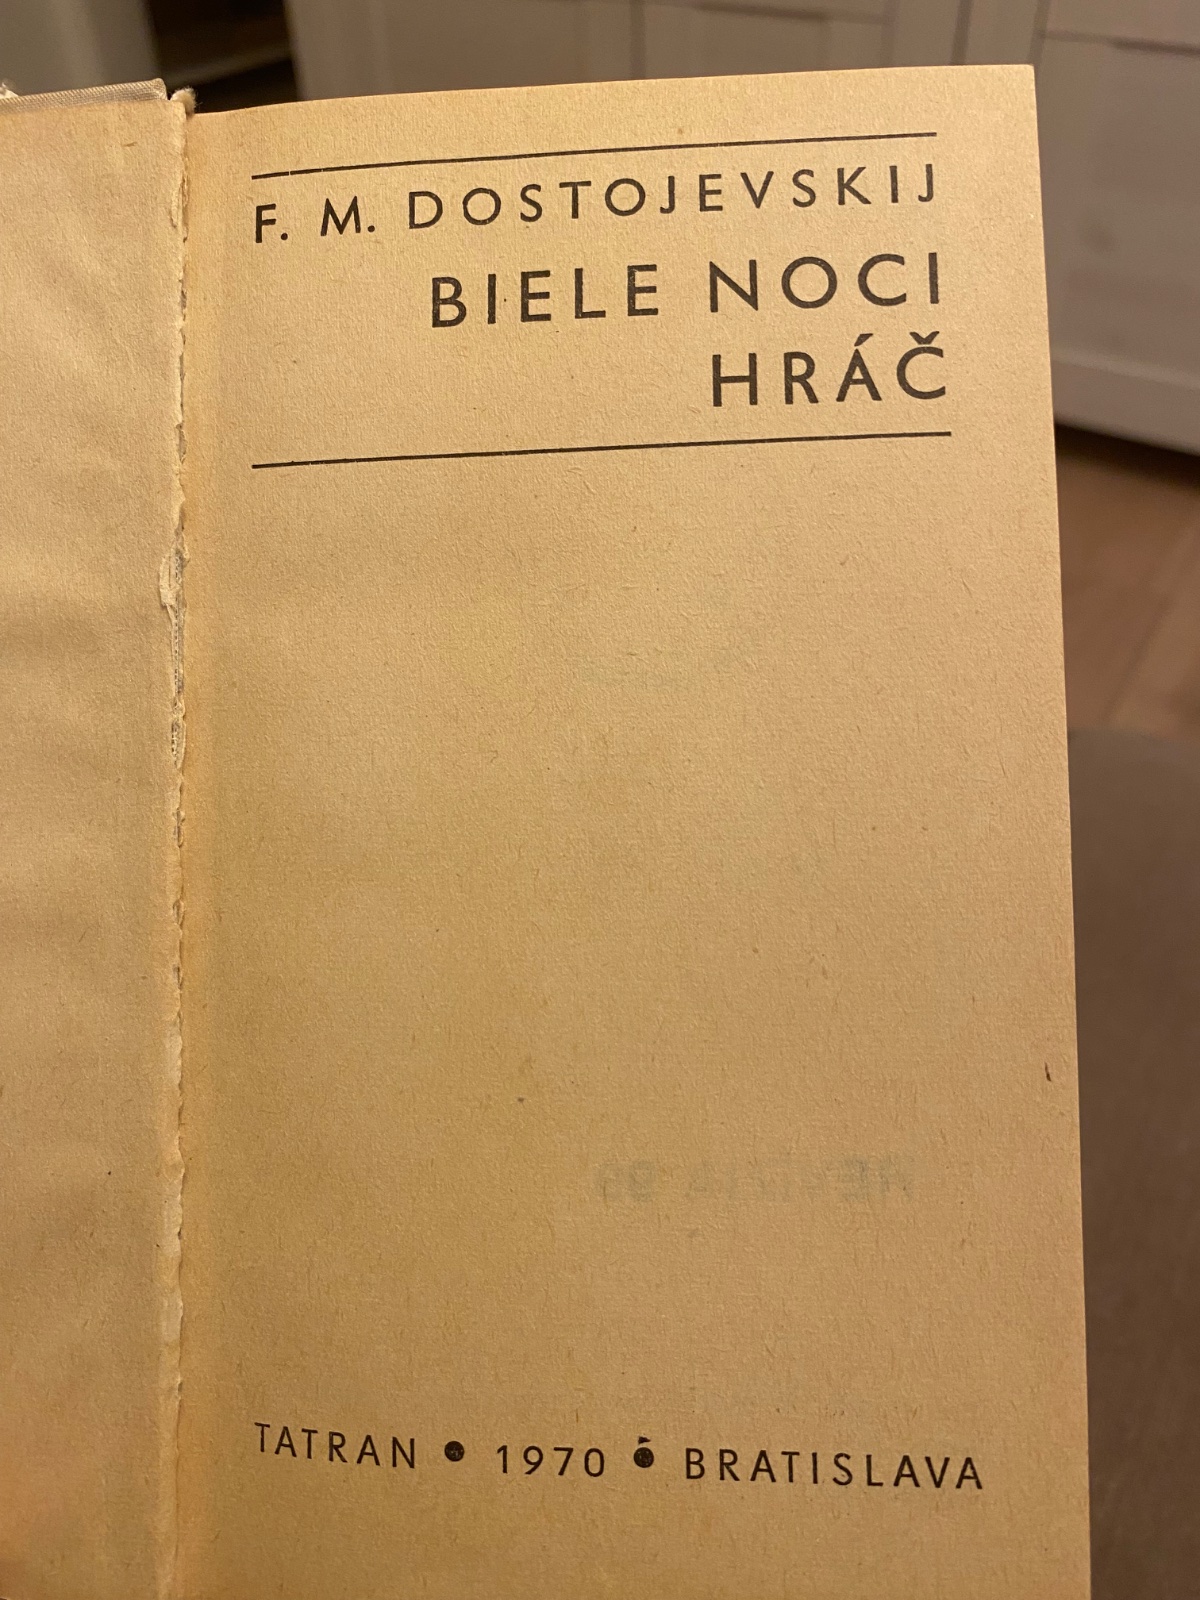 F. M. DOSTOJEVSKIJ
BIELE NOCI
HRÁČ
TATRAN • 1970 • BRATISLAVA